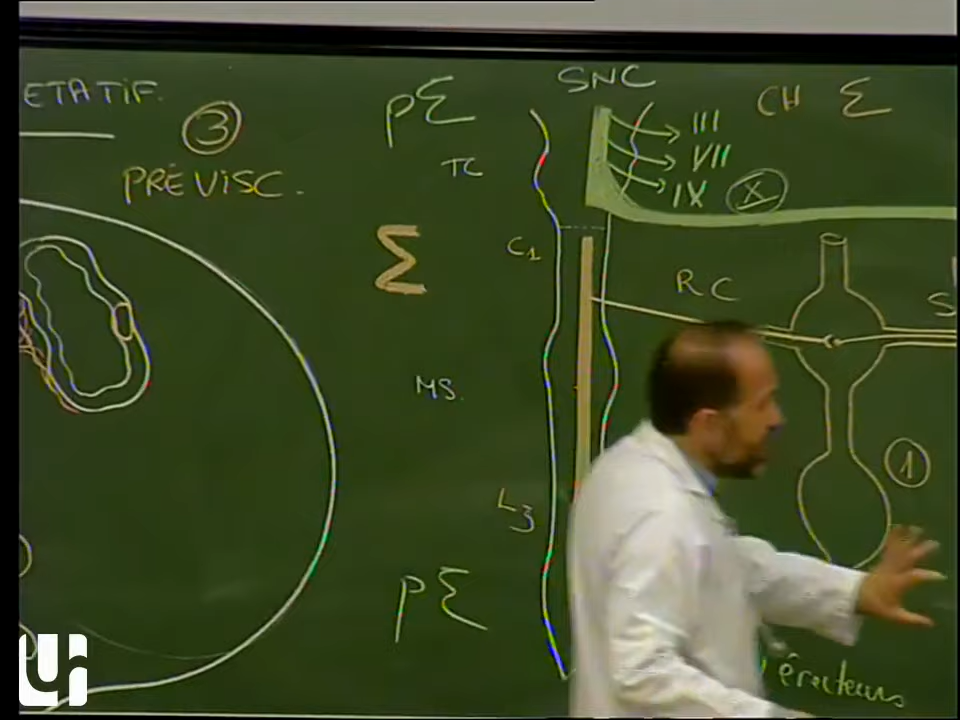 ETATIF.
③
PRÉVISC.
pΣ
TC
Σ
MS.
pΣ
SNC
C1
L3
III
VII
IX X
CH Σ
RC
S
①
érecteurs